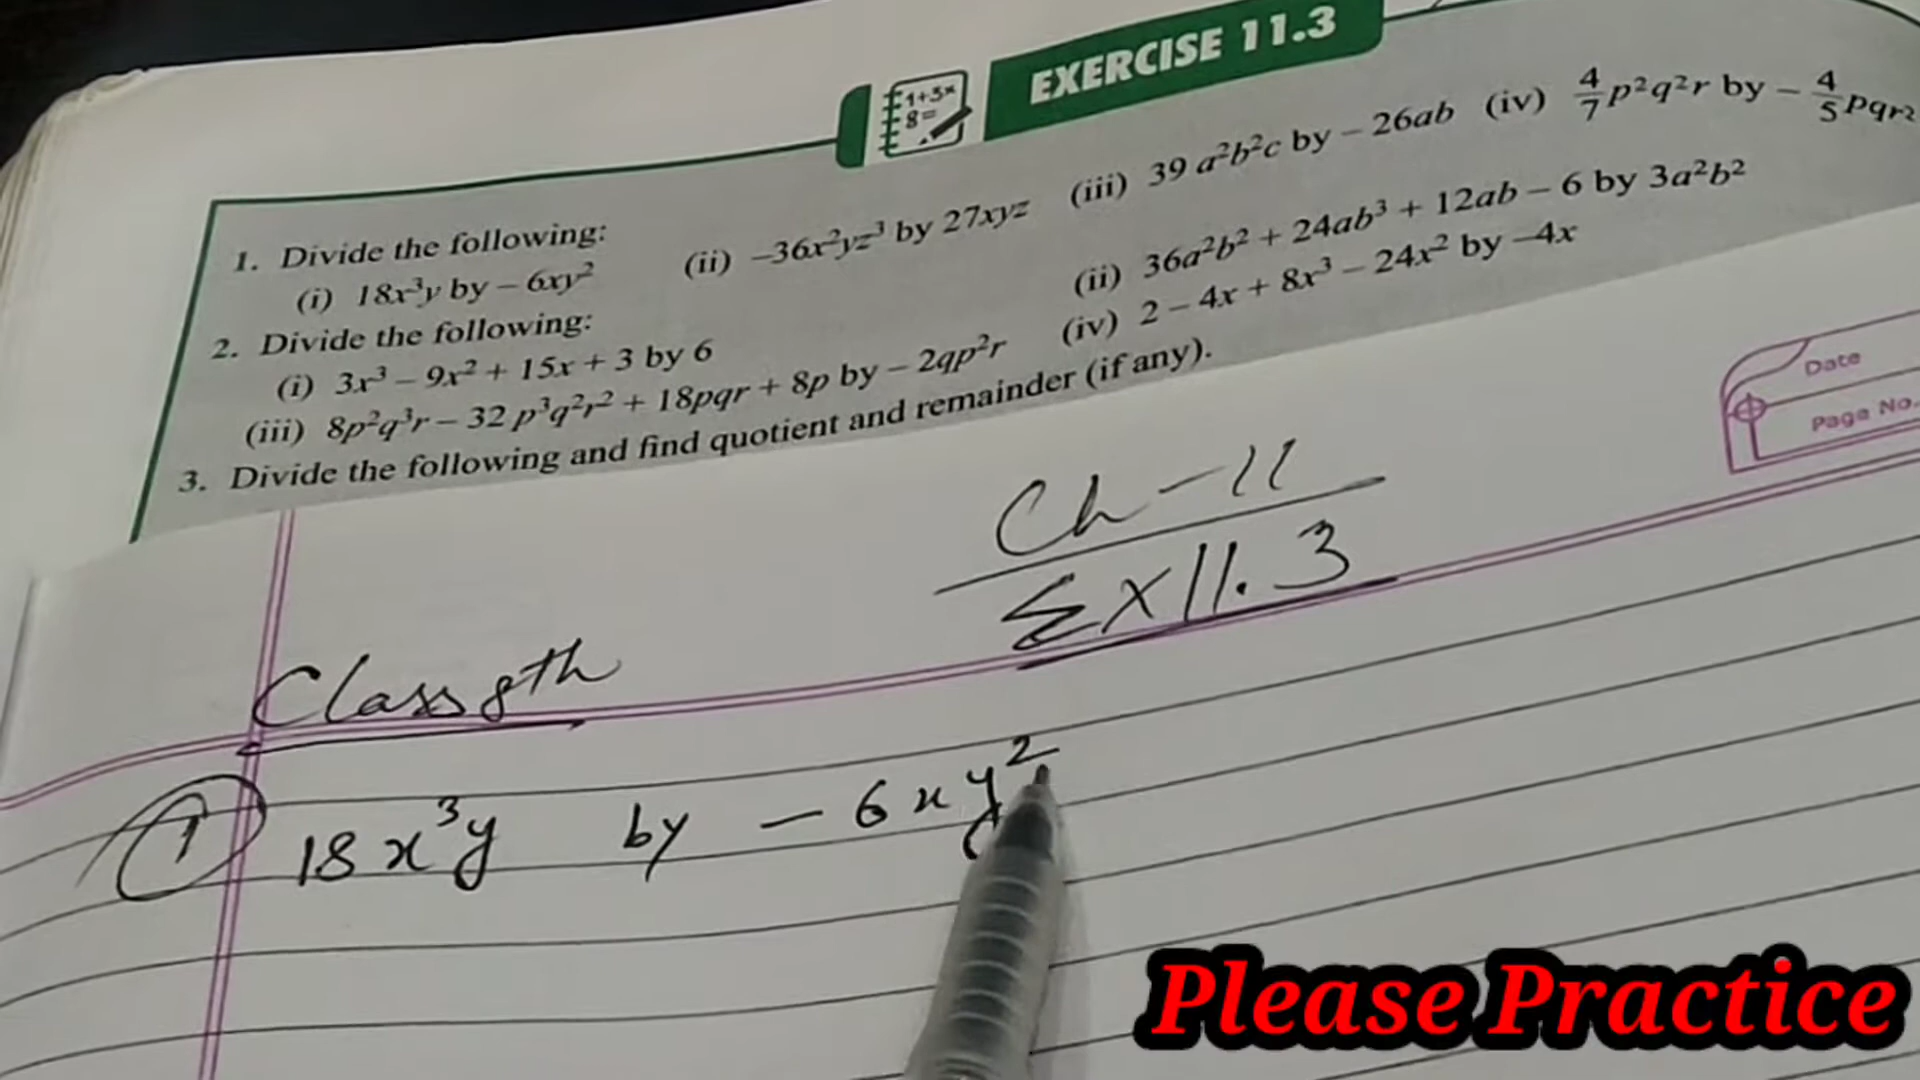 EXERCISE 11.3
1+3×
8=
1. Divide the following:
(i) 18x³y by – 6xy² (ii) –36x²yz³ by 27xyz (iii) 39 a²b²c by – 26ab (iv) 4/7 p²q²r by – 4/5 pqr²
2. Divide the following:
(i) 3x³ – 9x² + 15x + 3 by 6 (ii) 36a²b² + 24ab³ + 12ab – 6 by 3a²b²
(iii) 8p²q³r – 32 p³q²r² + 18pqr + 8p by – 2qp²r (iv) 2 – 4x + 8x³ – 24x² by –4x
3. Divide the following and find quotient and remainder (if any).
Date
Page No.
Ch - 11
Ex 11.3
Class 8th
① 18x³y by – 6xy²
Please Practice